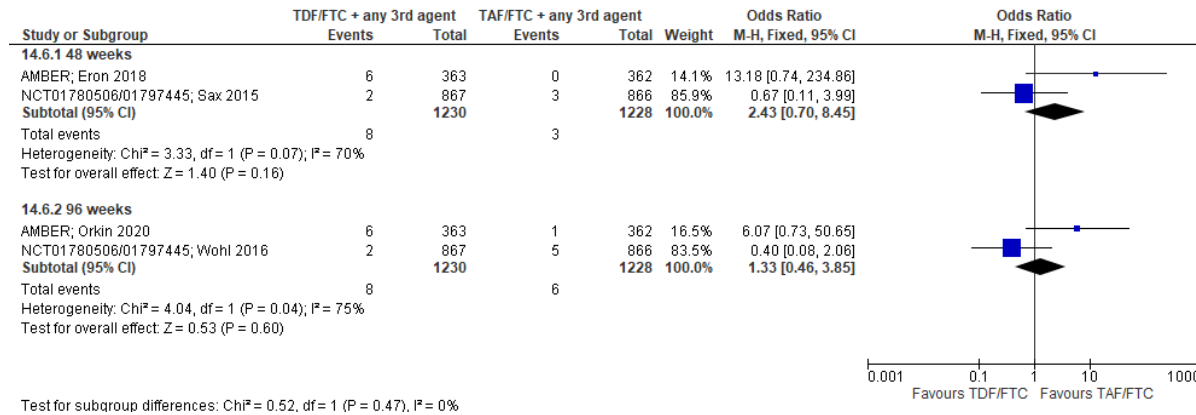 TDF/FTC + any 3rd agent TAF/FTC + any 3rd agent Odds Ratio Odds Ratio
Study or Subgroup Events Total Events Total Weight M-H, Fixed, 95% CI M-H, Fixed, 95% CI
14.6.1 48 weeks
AMBER; Eron 2018 6 363 0 362 14.1% 13.18 [0.74, 234.86]
NCT01780506/01797445; Sax 2015 2 867 3 866 85.9% 0.67 [0.11, 3.99]
Subtotal (95% CI) 1230 1228 100.0% 2.43 [0.70, 8.45]
Total events 8 3
Heterogeneity: Chi² = 3.33, df = 1 (P = 0.07); I² = 70%
Test for overall effect: Z = 1.40 (P = 0.16)
14.6.2 96 weeks
AMBER; Orkin 2020 6 363 1 362 16.5% 6.07 [0.73, 50.65]
NCT01780506/01797445; Wohl 2016 2 867 5 866 83.5% 0.40 [0.08, 2.06]
Subtotal (95% CI) 1230 1228 100.0% 1.33 [0.46, 3.85]
Total events 8 6
Heterogeneity: Chi² = 4.04, df = 1 (P = 0.04); I² = 75%
Test for overall effect: Z = 0.53 (P = 0.60)
0.001 0.1 1 10 1000
Favours TDF/FTC Favours TAF/FTC
Test for subgroup differences: Chi² = 0.52, df = 1 (P = 0.47), I² = 0%